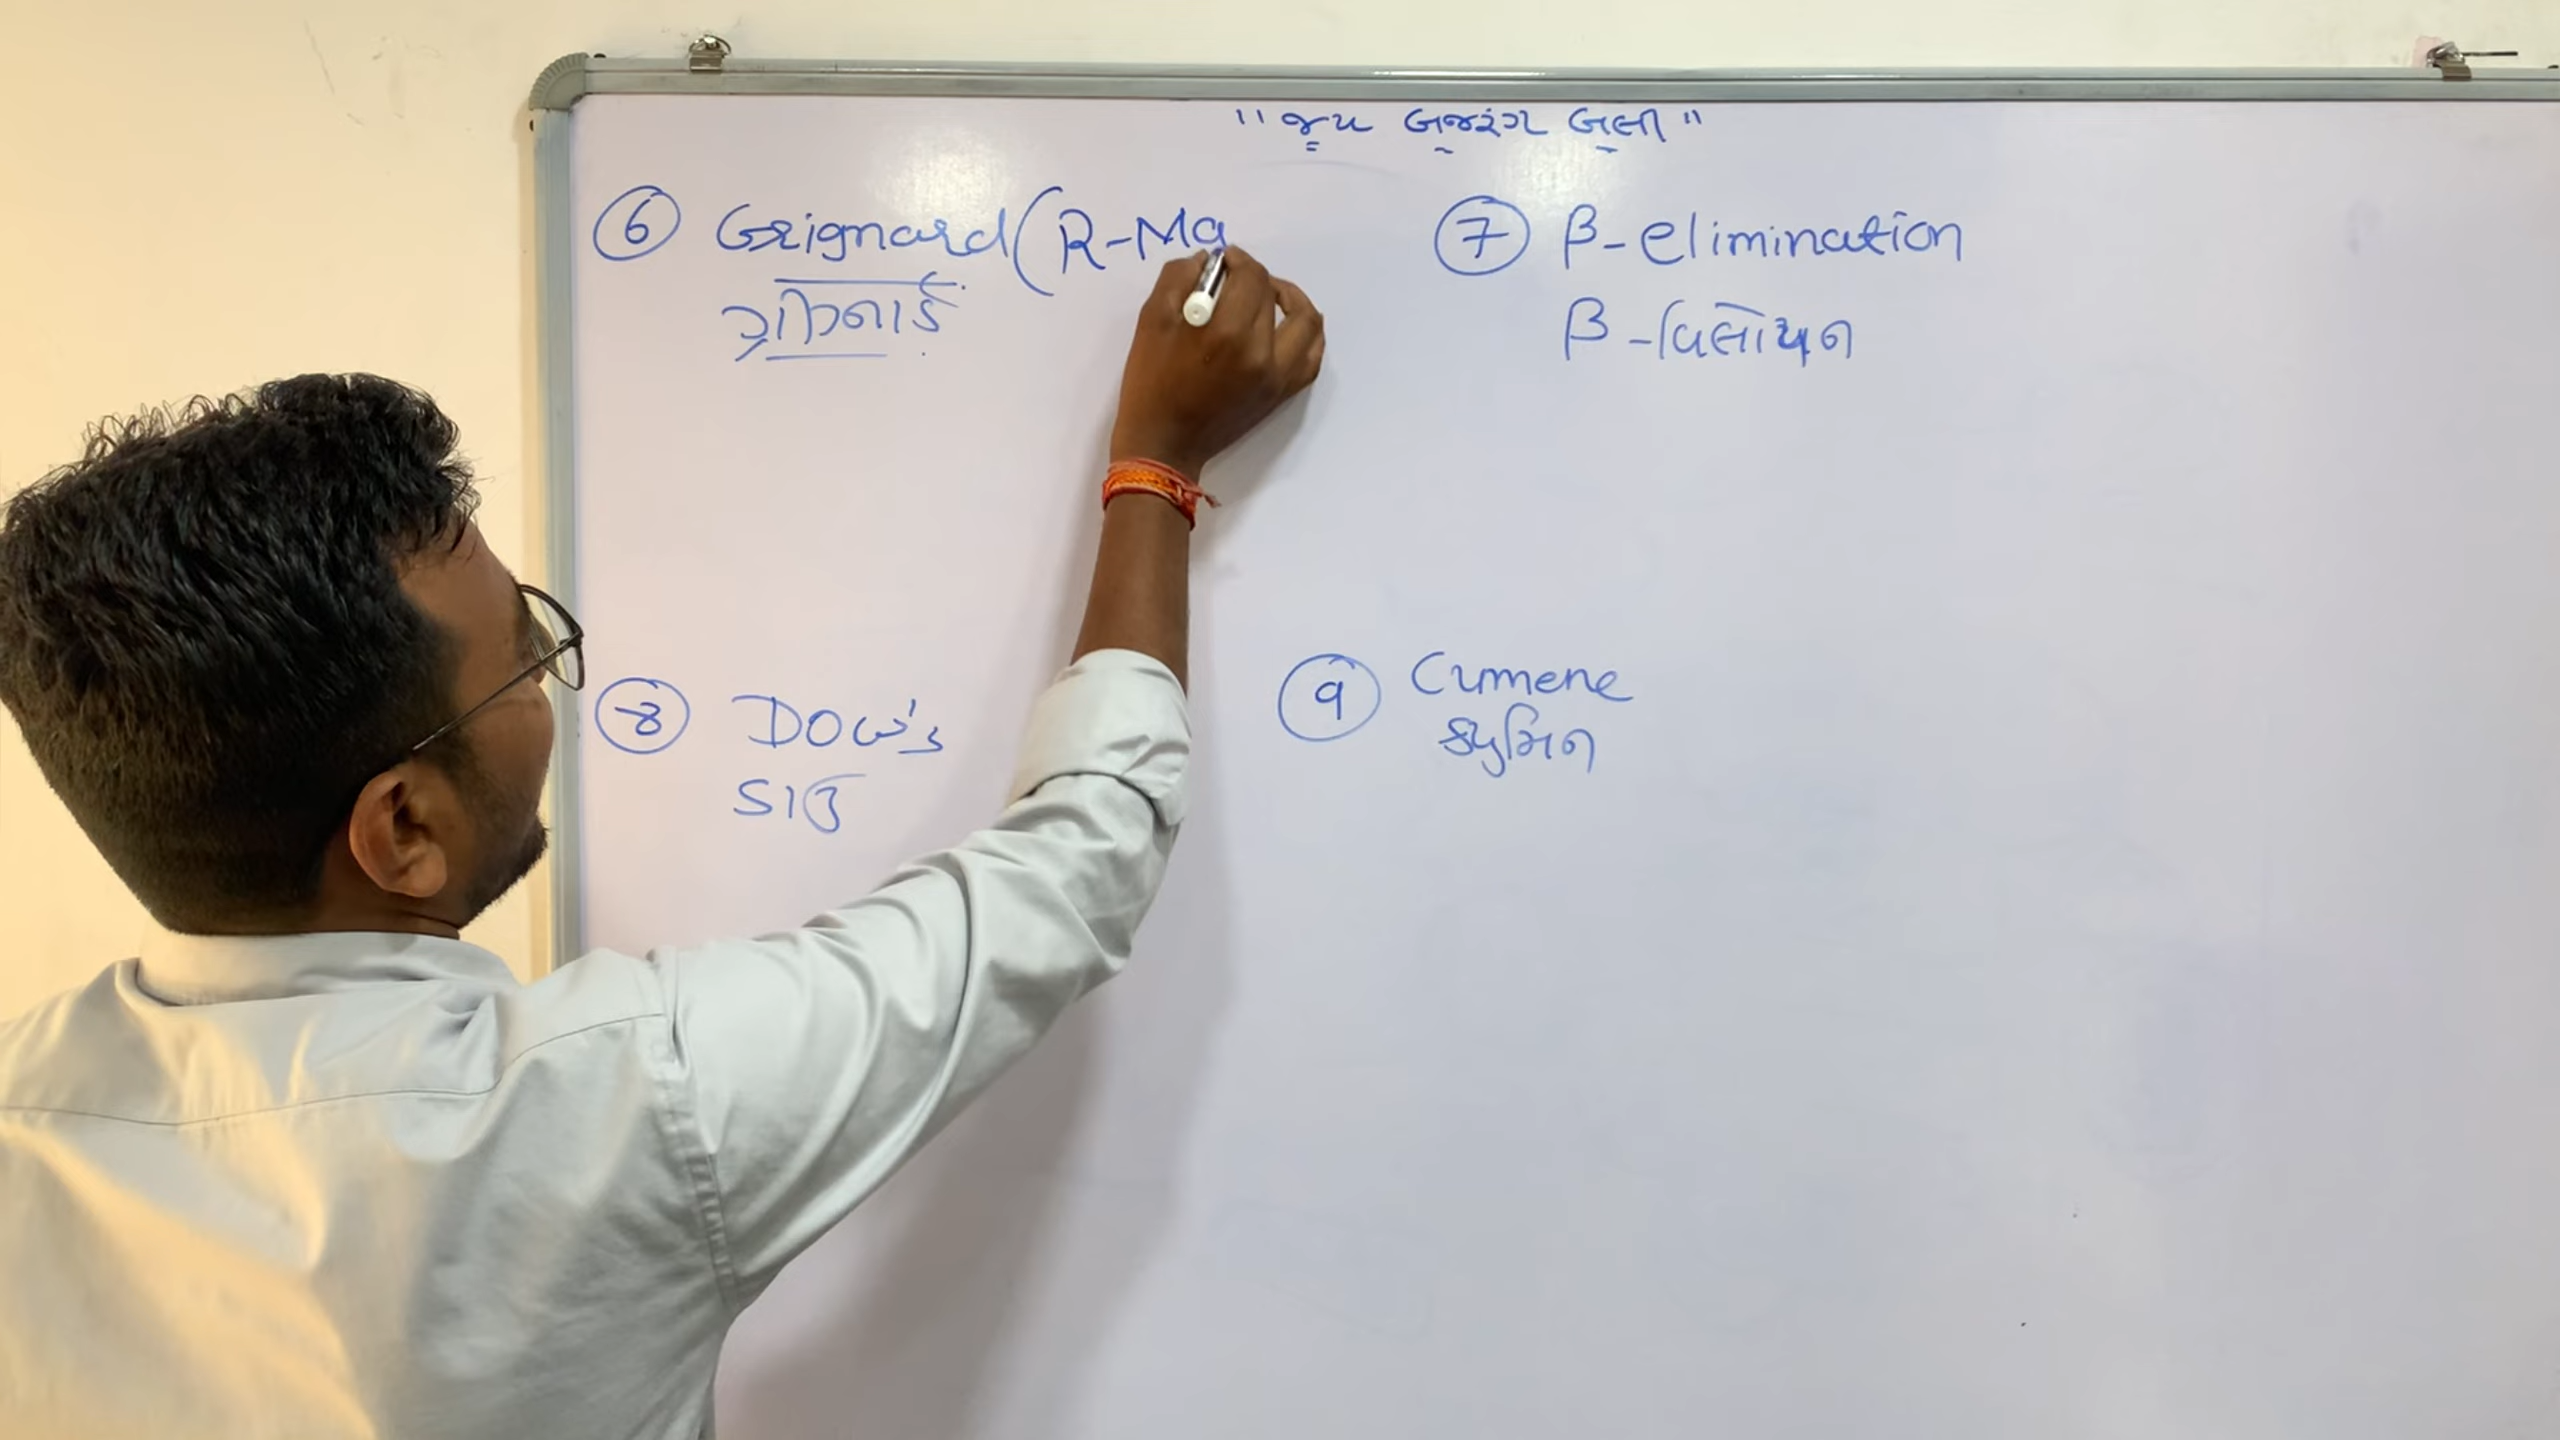 "જય બજરંગ બલી"
⑥ Grignard (R-Mg
ગ્રીગ્નાર્ડ
⑦ β-elimination
β-વિલોપન
⑧ Dow's
ડાઉ
⑨ Cumene
ક્યુમિન